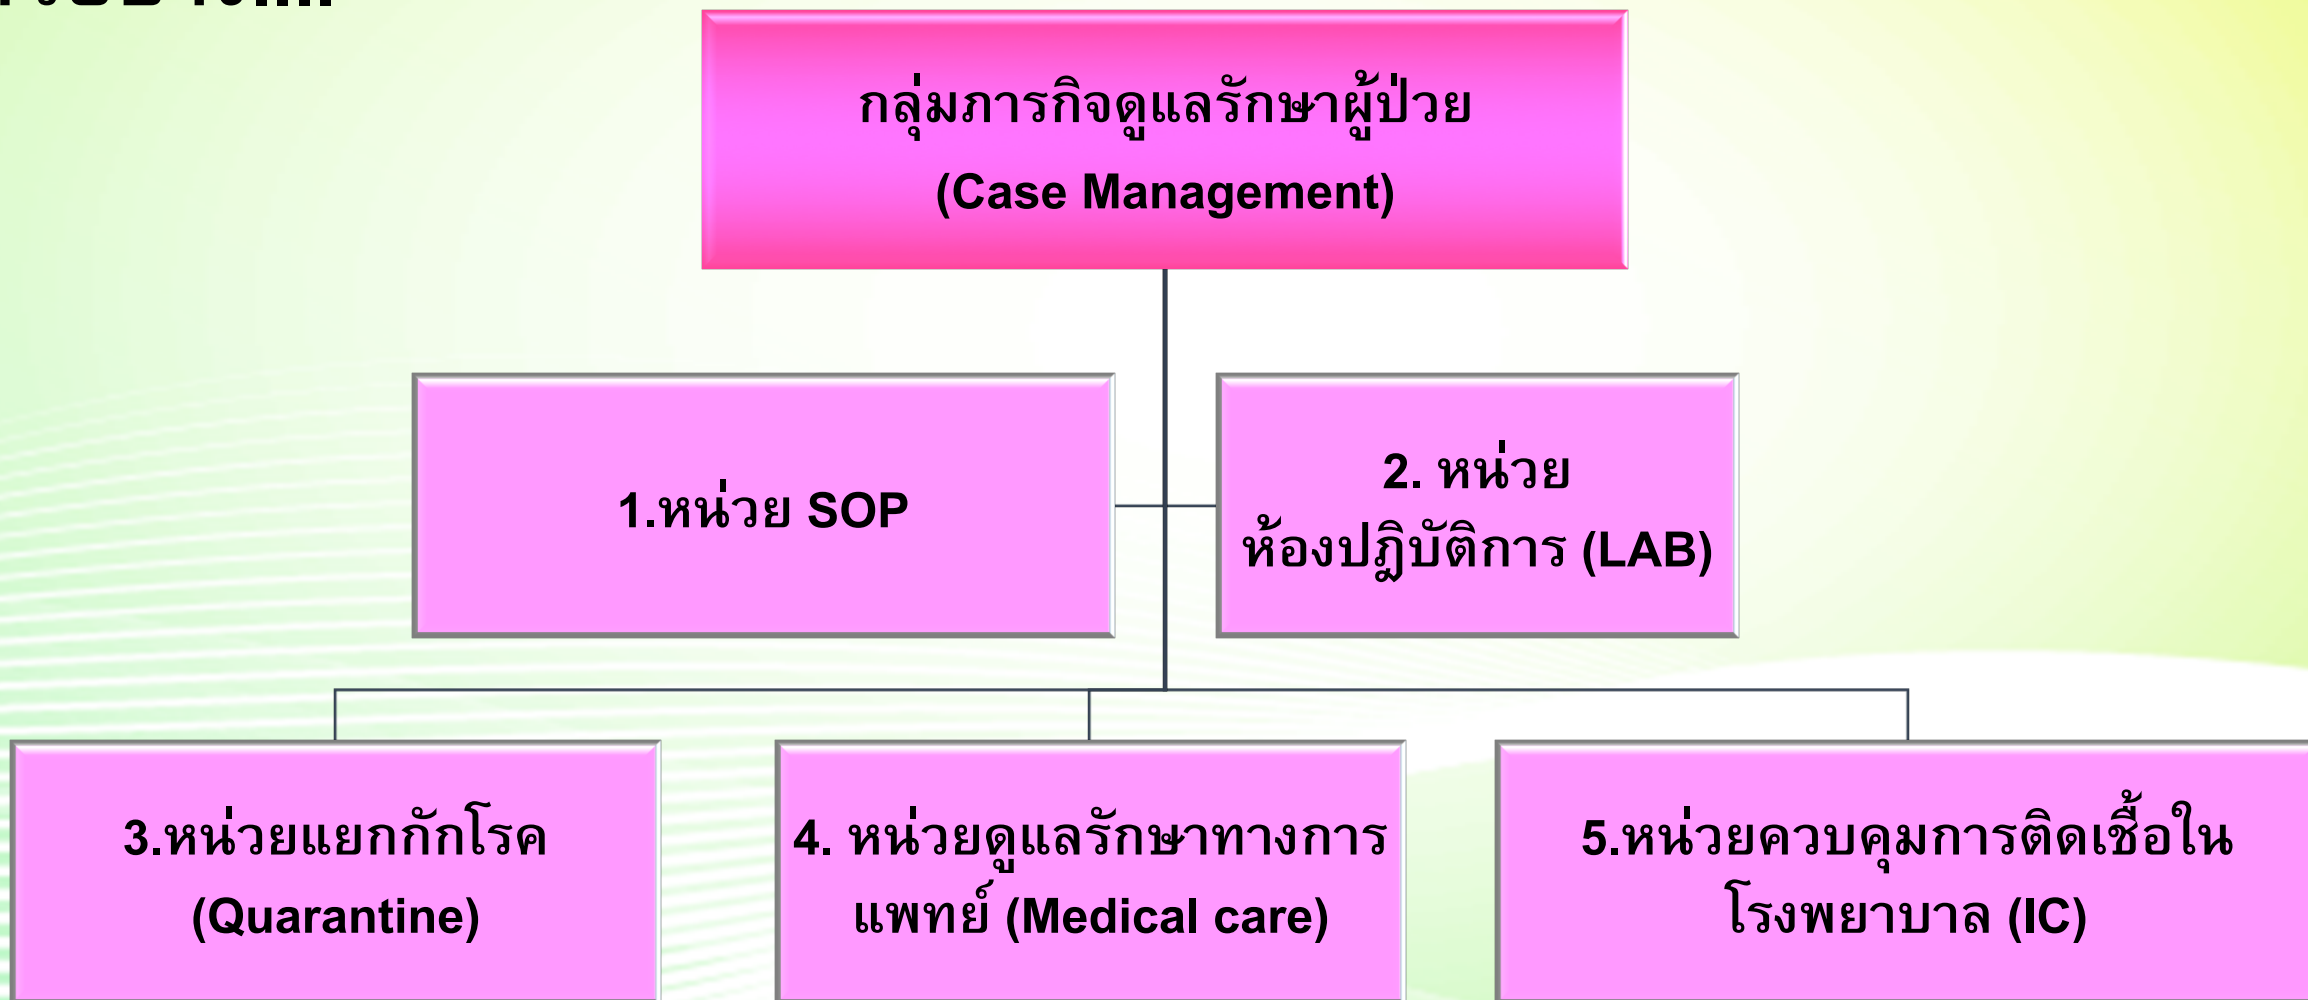 กลุ่มภารกิจดูแลรักษาผู้ป่วย
(Case Management)
1.หน่วย SOP
2. หน่วย
ห้องปฎิบัติการ (LAB)
3.หน่วยแยกกักโรค
(Quarantine)
4. หน่วยดูแลรักษาทางการ
แพทย์ (Medical care)
5.หน่วยควบคุมการติดเชื้อใน
โรงพยาบาล (IC)